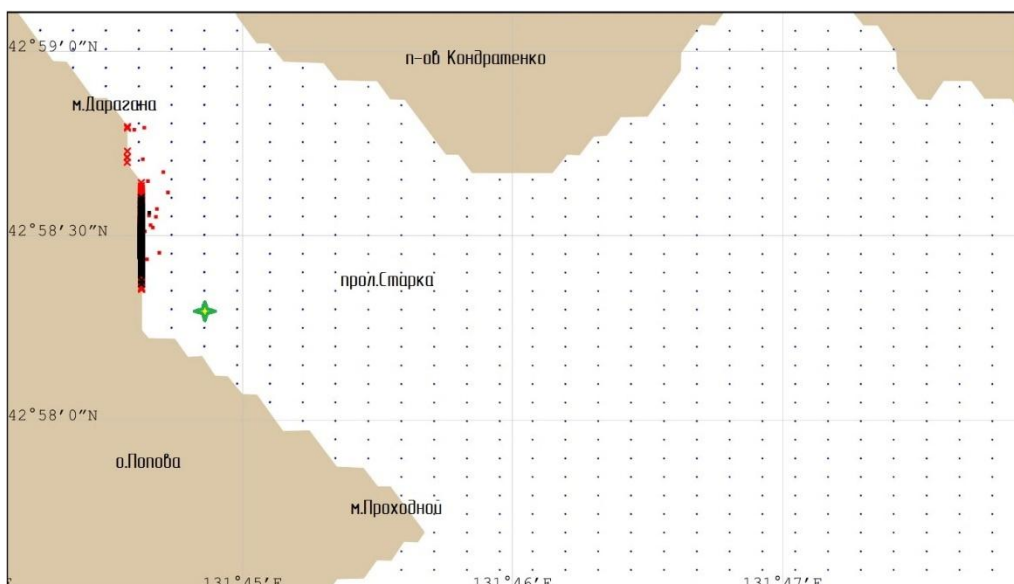 42°59′0″N
п-ов Кондратенко
м.Дарагана
42°58′30″N
прол.Старка
42°58′0″N
о.Попова
м.Проходной
131°45′E
131°46′E
131°47′E